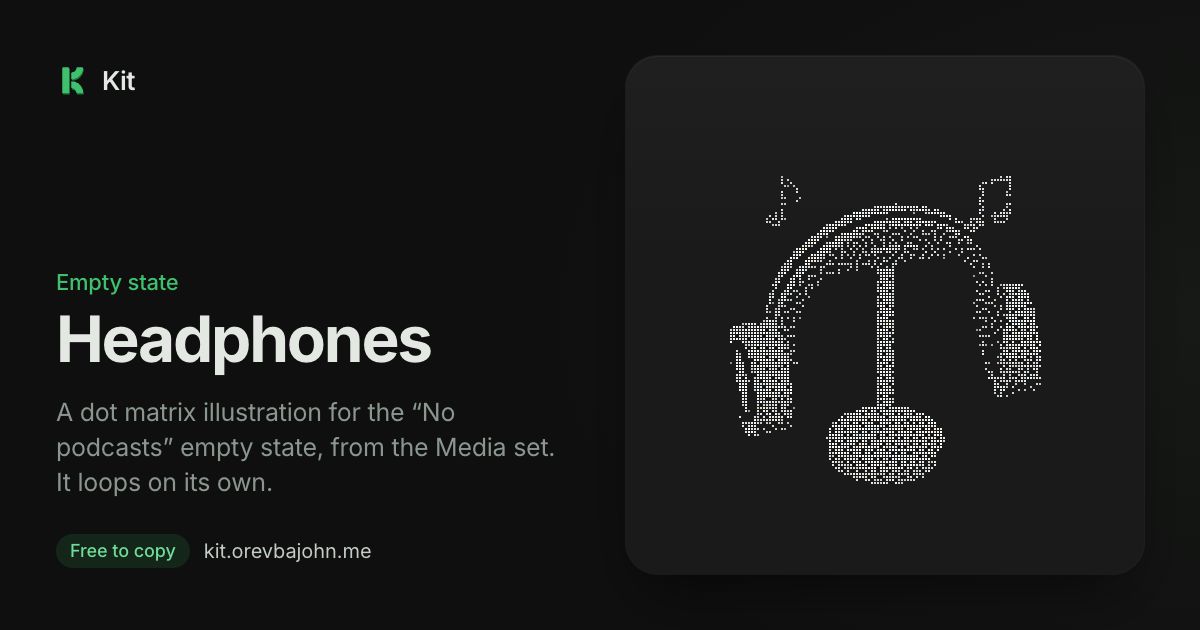 Kit
Empty state
Headphones
A dot matrix illustration for the “No
podcasts” empty state, from the Media set.
It loops on its own.
Free to copy
kit.orevbajohn.me